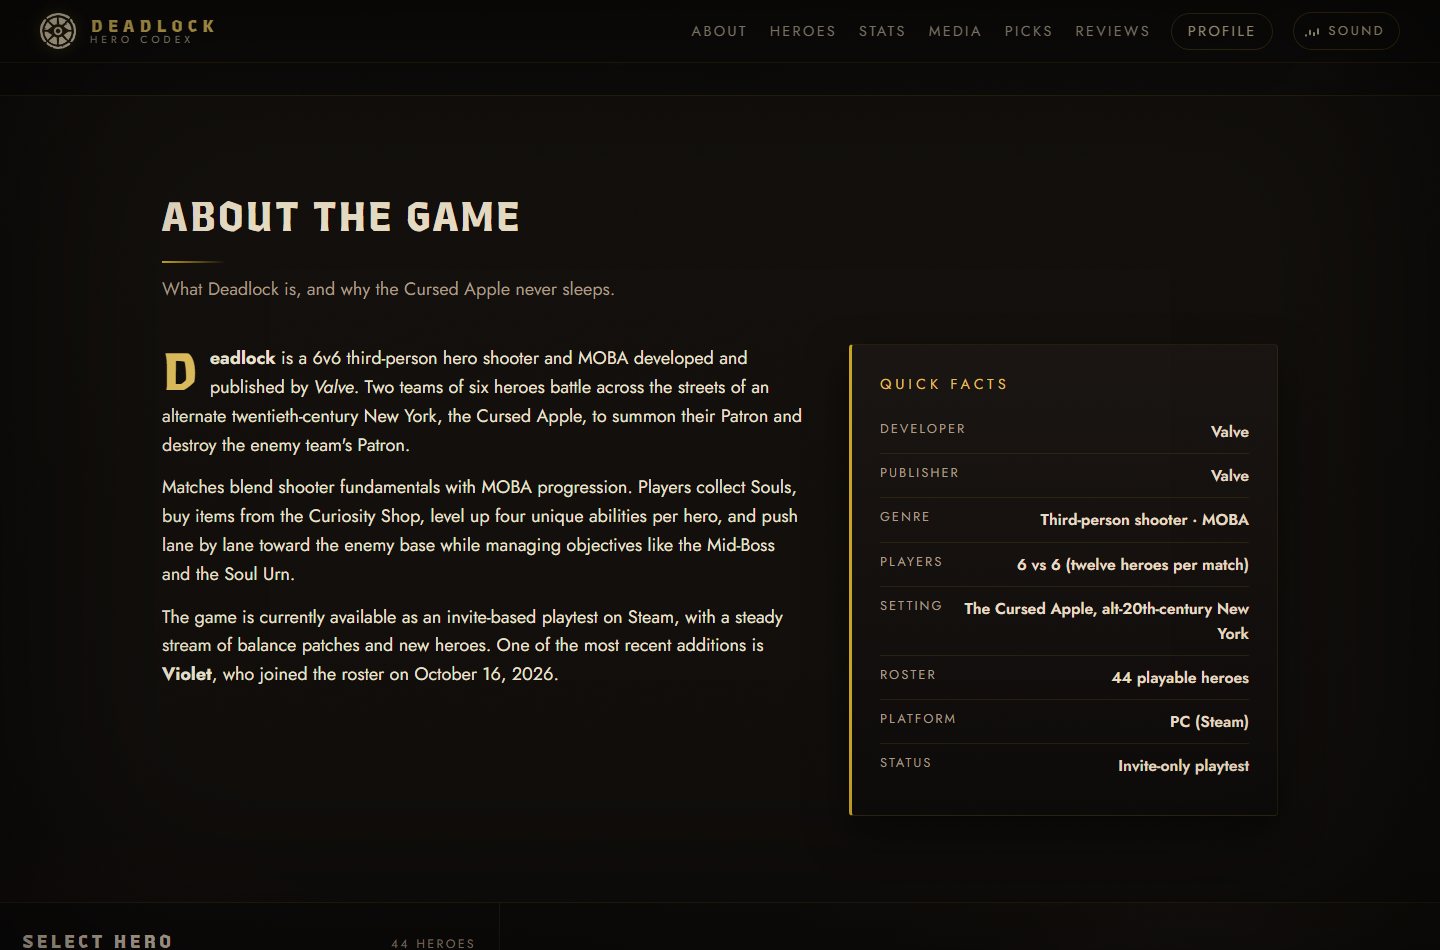 DEADLOCK
HERO CODEX
ABOUT HEROES STATS MEDIA PICKS REVIEWS PROFILE SOUND
ABOUT THE GAME
What Deadlock is, and why the Cursed Apple never sleeps.
Deadlock is a 6v6 third-person hero shooter and MOBA developed and
published by Valve. Two teams of six heroes battle across the streets of an
alternate twentieth-century New York, the Cursed Apple, to summon their Patron and
destroy the enemy team's Patron.
Matches blend shooter fundamentals with MOBA progression. Players collect Souls,
buy items from the Curiosity Shop, level up four unique abilities per hero, and push
lane by lane toward the enemy base while managing objectives like the Mid-Boss
and the Soul Urn.
The game is currently available as an invite-based playtest on Steam, with a steady
stream of balance patches and new heroes. One of the most recent additions is
Violet, who joined the roster on October 16, 2026.
QUICK FACTS
DEVELOPER Valve
PUBLISHER Valve
GENRE Third-person shooter · MOBA
PLAYERS 6 vs 6 (twelve heroes per match)
SETTING The Cursed Apple, alt-20th-century New
York
ROSTER 44 playable heroes
PLATFORM PC (Steam)
STATUS Invite-only playtest
SELECT HERO 44 HEROES